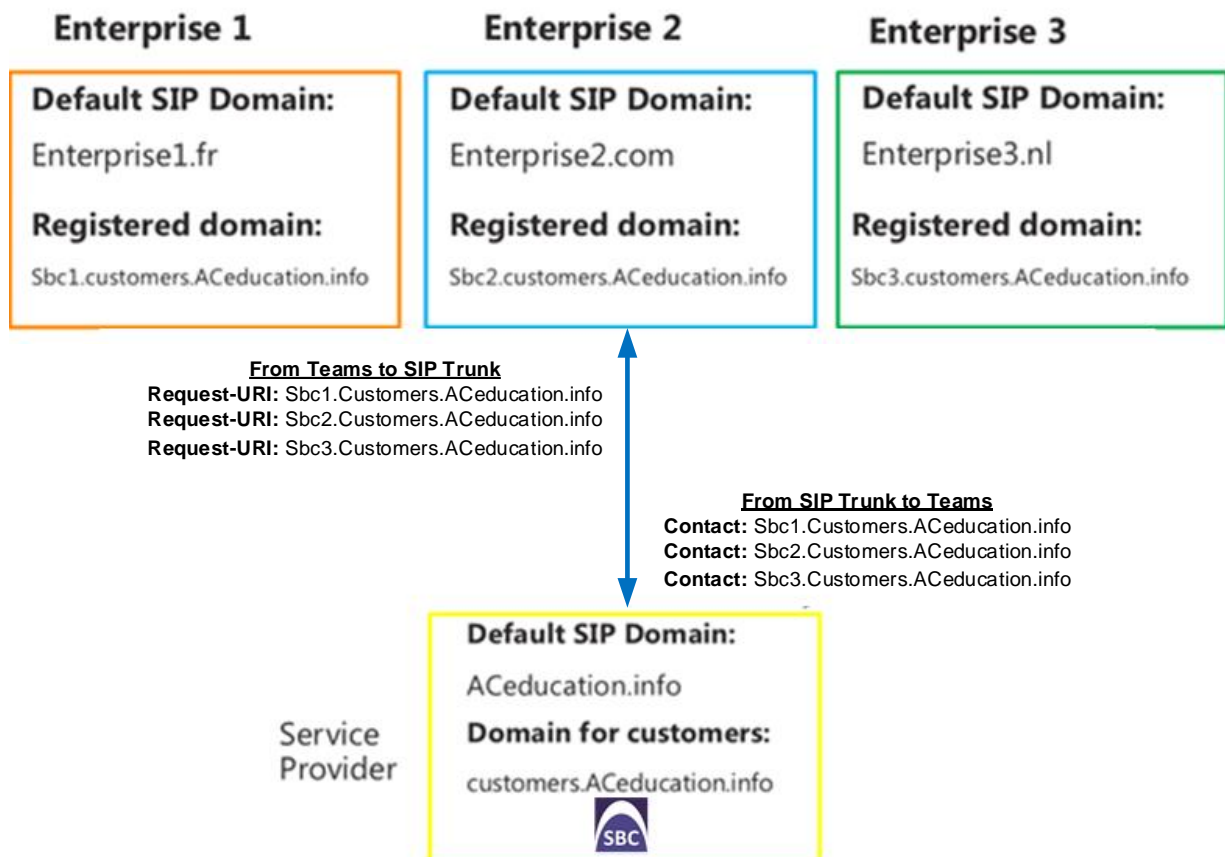 Enterprise 1
Default SIP Domain:
Enterprise1.fr
Registered domain:
Sbc1.customers.ACeducation.info
Enterprise 2
Default SIP Domain:
Enterprise2.com
Registered domain:
Sbc2.customers.ACeducation.info
Enterprise 3
Default SIP Domain:
Enterprise3.nl
Registered domain:
Sbc3.customers.ACeducation.info
From Teams to SIP Trunk
Request-URI: Sbc1.Customers.ACeducation.info
Request-URI: Sbc2.Customers.ACeducation.info
Request-URI: Sbc3.Customers.ACeducation.info
From SIP Trunk to Teams
Contact: Sbc1.Customers.ACeducation.info
Contact: Sbc2.Customers.ACeducation.info
Contact: Sbc3.Customers.ACeducation.info
Service
Provider
Default SIP Domain:
ACeducation.info
Domain for customers:
customers.ACeducation.info
SBC